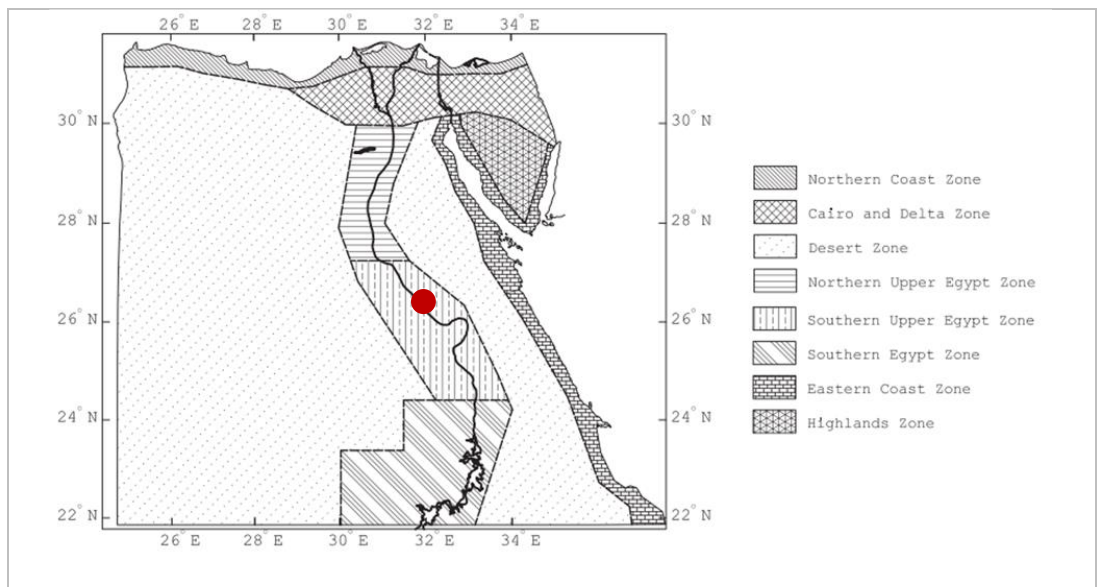 26° E 28° E 30° E 32° E 34° E
30° N 30° N
28° N 28° N
26° N 26° N
24° N 24° N
22° N 22° N
26° E 28° E 30° E 32° E 34° E
Northern Coast Zone
Cairo and Delta Zone
Desert Zone
Northern Upper Egypt Zone
Southern Upper Egypt Zone
Southern Egypt Zone
Eastern Coast Zone
Highlands Zone